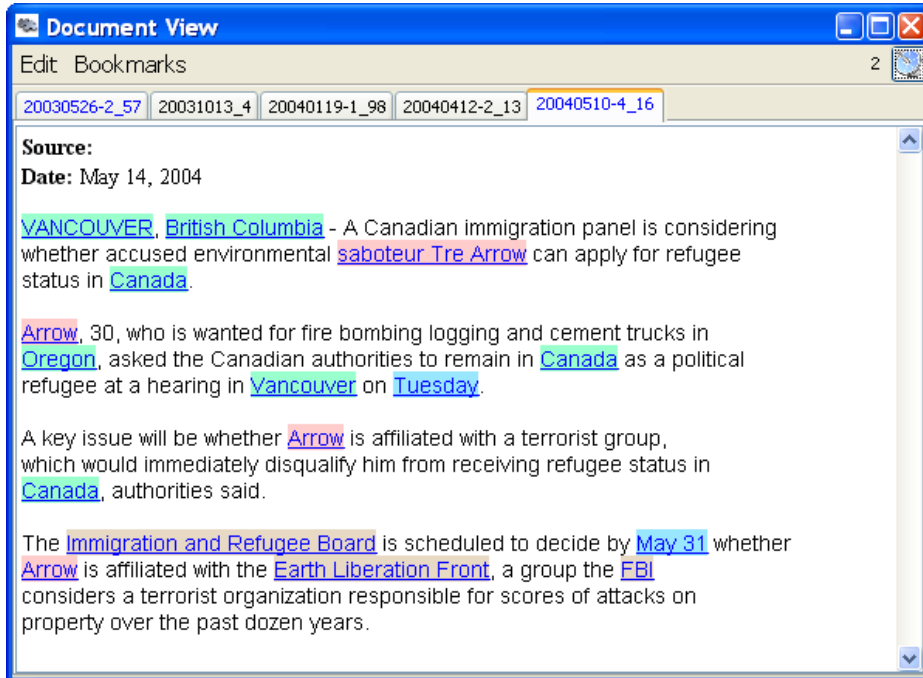 Document View
Edit Bookmarks 2
20030526-2_57 20031013_4 20040119-1_98 20040412-2_13 20040510-4_16
Source:
Date: May 14, 2004
VANCOUVER, British Columbia - A Canadian immigration panel is considering
whether accused environmental saboteur Tre Arrow can apply for refugee
status in Canada.
Arrow, 30, who is wanted for fire bombing logging and cement trucks in
Oregon, asked the Canadian authorities to remain in Canada as a political
refugee at a hearing in Vancouver on Tuesday.
A key issue will be whether Arrow is affiliated with a terrorist group,
which would immediately disqualify him from receiving refugee status in
Canada, authorities said.
The Immigration and Refugee Board is scheduled to decide by May 31 whether
Arrow is affiliated with the Earth Liberation Front, a group the FBI
considers a terrorist organization responsible for scores of attacks on
property over the past dozen years.